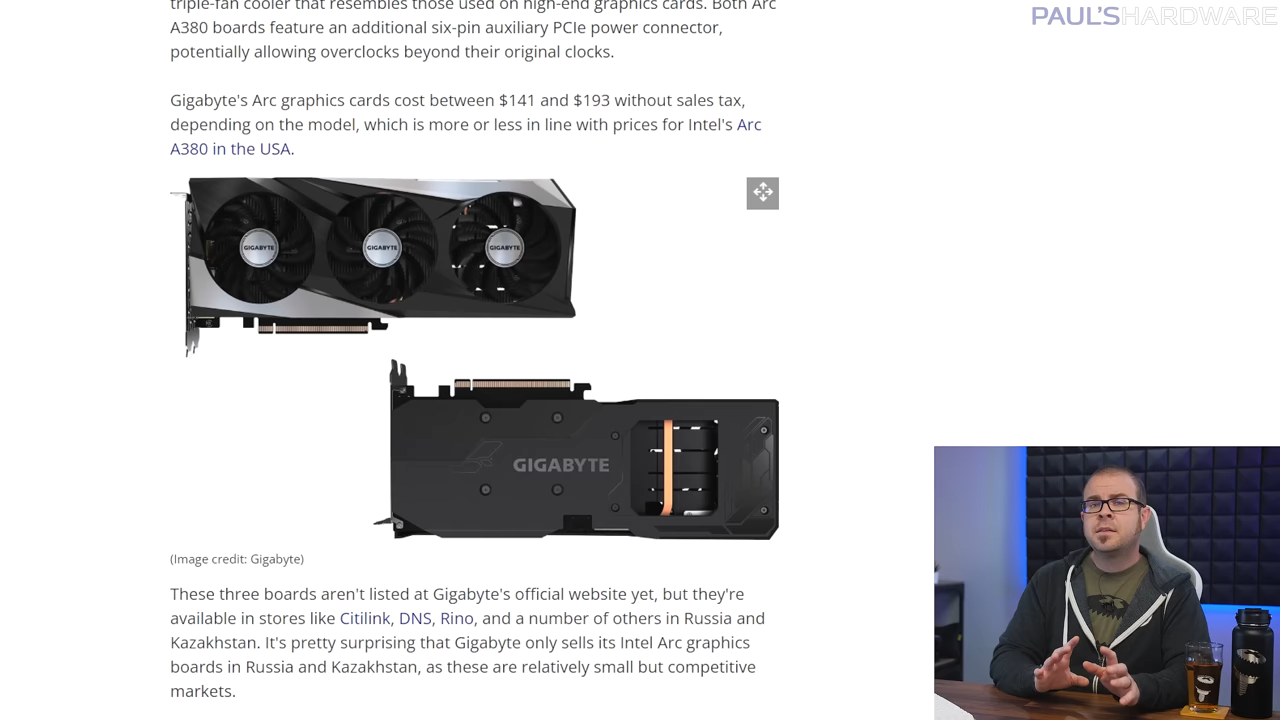 triple-fan cooler that resembles those used on high-end graphics cards. Both Arc
PAUL'SHARDWARE
A380 boards feature an additional six-pin auxiliary PCIe power connector,
potentially allowing overclocks beyond their original clocks.
Gigabyte's Arc graphics cards cost between $141 and $193 without sales tax,
depending on the model, which is more or less in line with prices for Intel's Arc
A380 in the USA.
GIGABYTE GIGABYTE GIGABYTE
GIGABYTE
(Image credit: Gigabyte)
These three boards aren't listed at Gigabyte's official website yet, but they're
available in stores like Citilink, DNS, Rino, and a number of others in Russia and
Kazakhstan. It's pretty surprising that Gigabyte only sells its Intel Arc graphics
boards in Russia and Kazakhstan, as these are relatively small but competitive
markets.